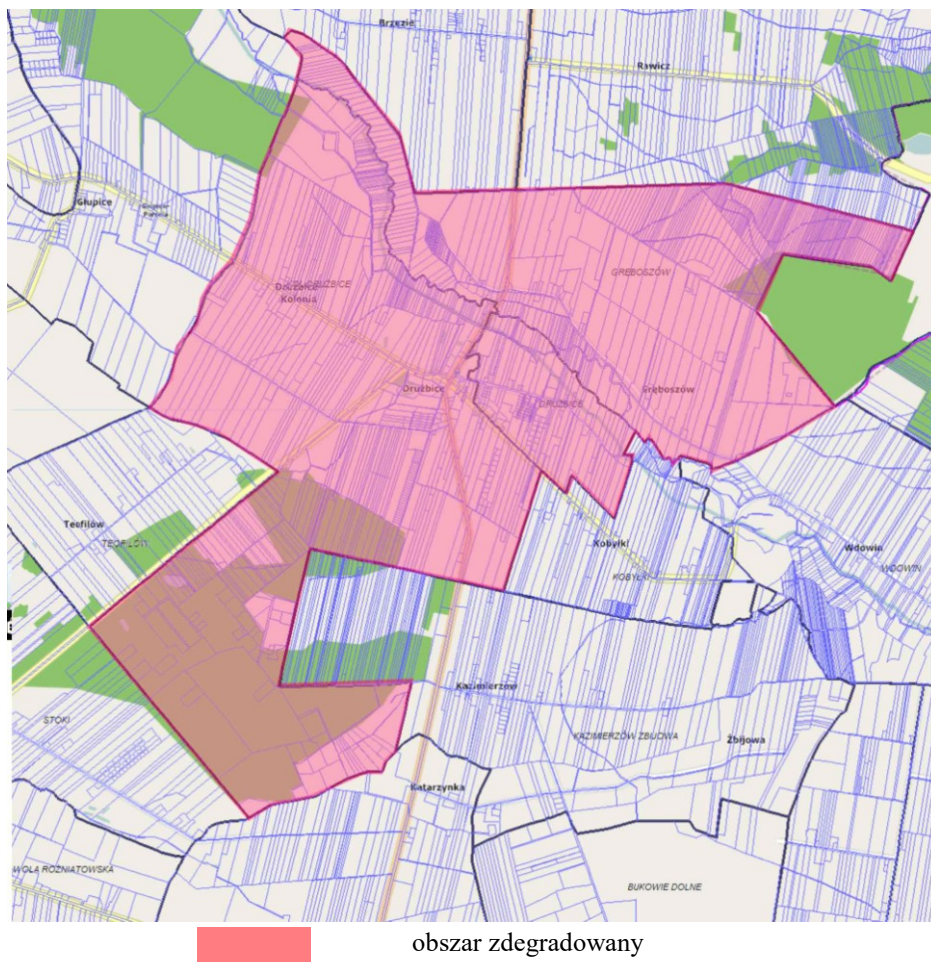 Brzezie
Rawicz
Głupice
GRĘBOSZÓW
Drużbice
Kolonia
DRUŻBICE
Drużbice
Gręboszów
DRUŻBICE
Teofilów
TEOFILÓW
Kobyłki
KOBYŁKI
Wdowin
WDOWIN
Kazimierzów
STOKI
KAZIMIERZÓW ZBIJOWA
Zbijowa
Katarzynka
WOLA ROŻNIATOWSKA
BUKOWIE DOLNE
obszar zdegradowany